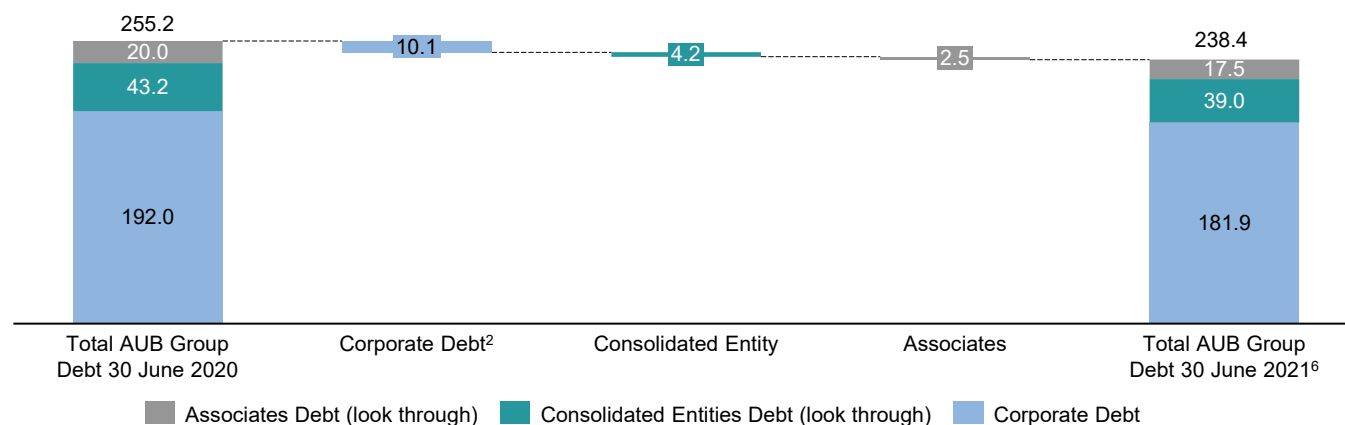 255.2
20.0
43.2
192.0
10.1
4.2
2.5
238.4
17.5
39.0
181.9
Total AUB Group
Debt 30 June 2020
Corporate Debt²
Consolidated Entity
Associates
Total AUB Group
Debt 30 June 2021⁶
Associates Debt (look through)
Consolidated Entities Debt (look through)
Corporate Debt